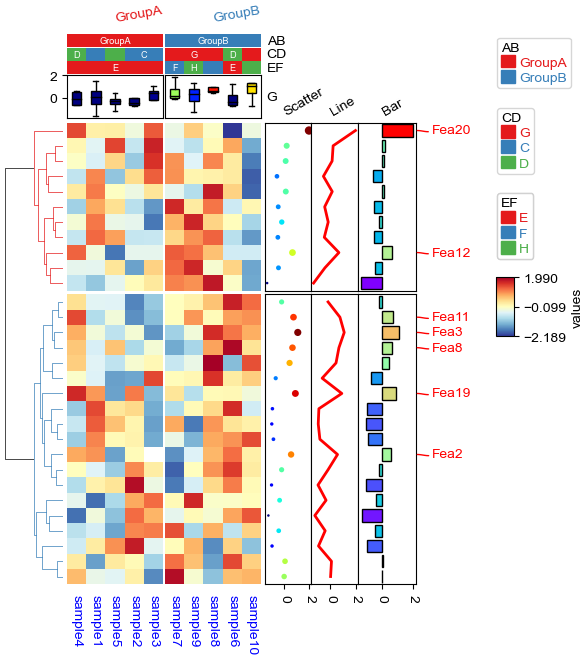 GroupA GroupB
GroupA GroupB AB
D C G D CD
E F H E EF
2
0
G
Scatter Line Bar
Fea20
Fea12
Fea11
Fea3
Fea8
Fea19
Fea2
0 2 0 0 2
sample4 sample1 sample5 sample2 sample3 sample7 sample9 sample8 sample6 sample10
AB
GroupA
GroupB
CD
G
C
D
EF
E
F
H
1.990
−0.099
−2.189
values